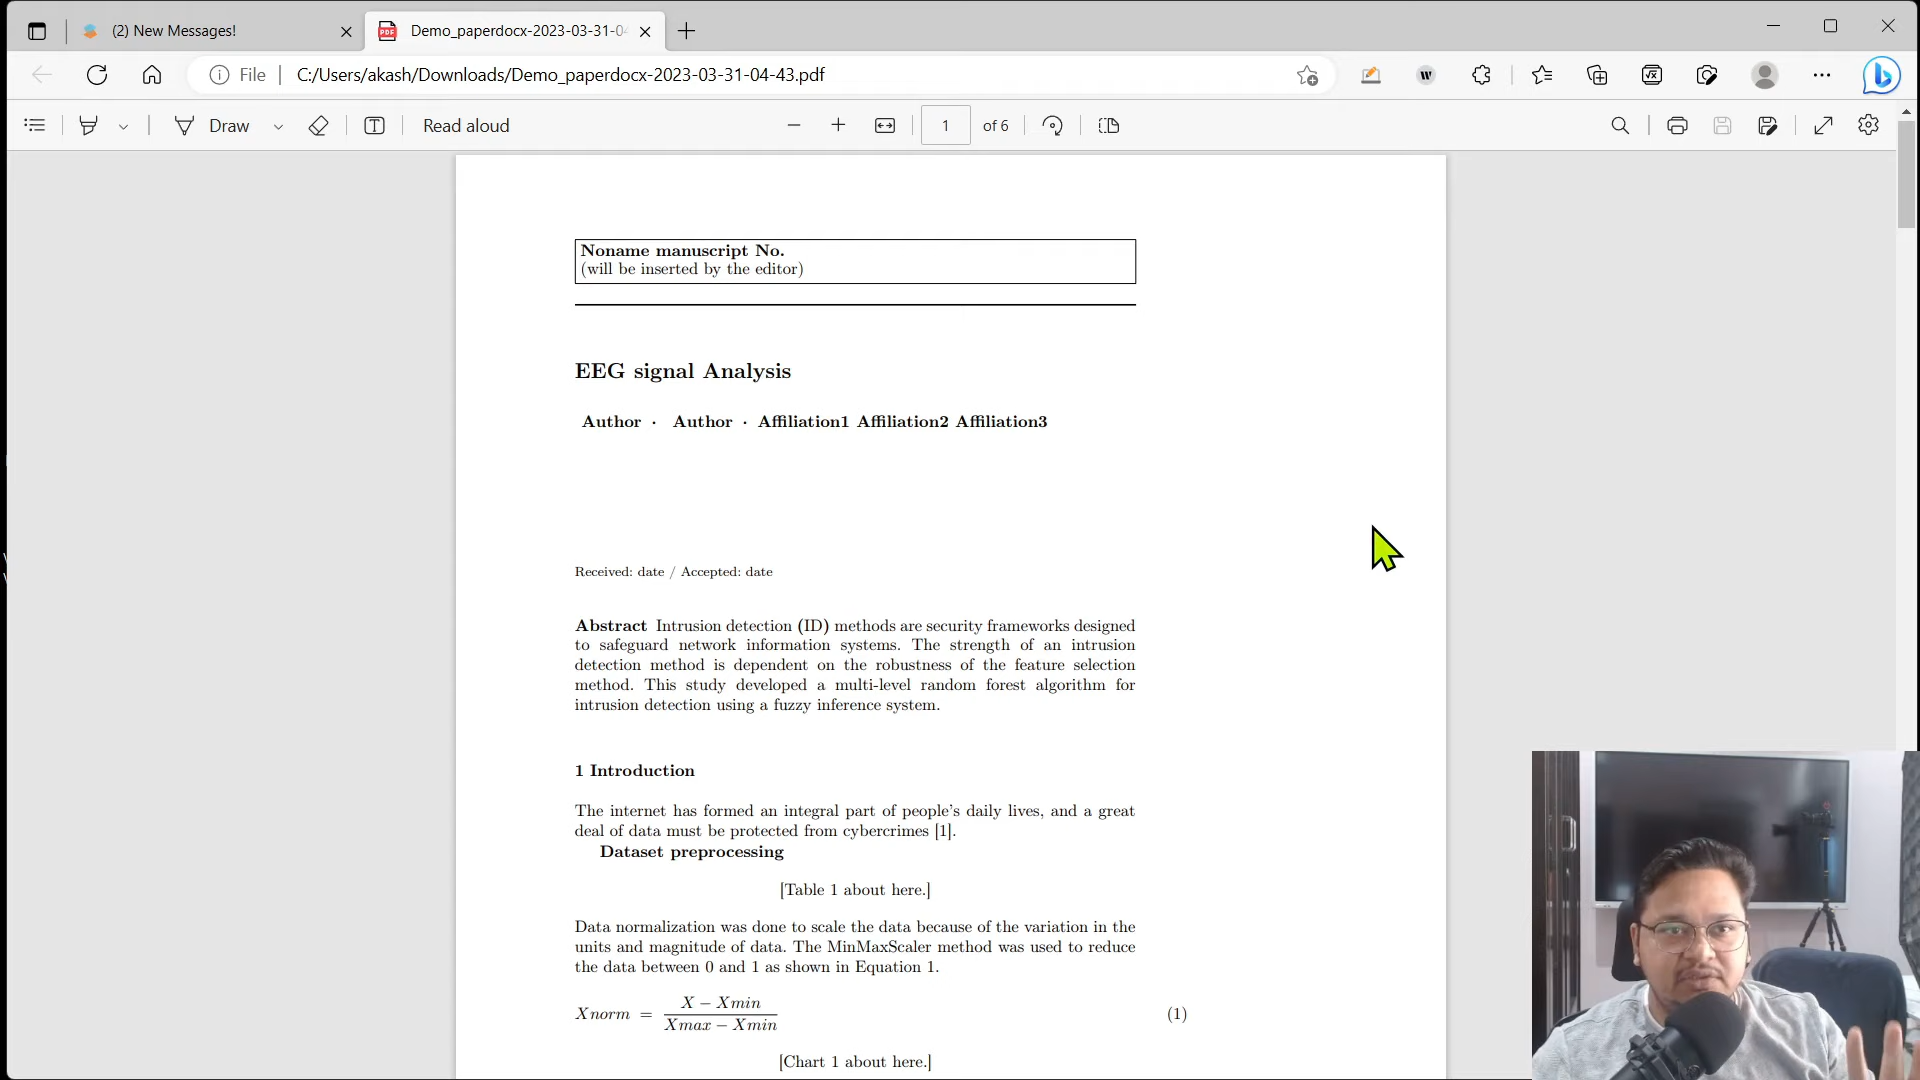 (2) New Messages!
Demo_paperdocx-2023-03-31-04
File
C:/Users/akash/Downloads/Demo_paperdocx-2023-03-31-04-43.pdf
Draw
Read aloud
1
of 6
Noname manuscript No.
(will be inserted by the editor)
EEG signal Analysis
Author · Author · Affiliation1 Affiliation2 Affiliation3
Received: date / Accepted: date
Abstract Intrusion detection (ID) methods are security frameworks designed
to safeguard network information systems. The strength of an intrusion
detection method is dependent on the robustness of the feature selection
method. This study developed a multi-level random forest algorithm for
intrusion detection using a fuzzy inference system.
1 Introduction
The internet has formed an integral part of people's daily lives, and a great
deal of data must be protected from cybercrimes [1].
Dataset preprocessing
[Table 1 about here.]
Data normalization was done to scale the data because of the variation in the
units and magnitude of data. The MinMaxScaler method was used to reduce
the data between 0 and 1 as shown in Equation 1.
X − Xmin
Xnorm = (1)
Xmax − Xmin
[Chart 1 about here.]